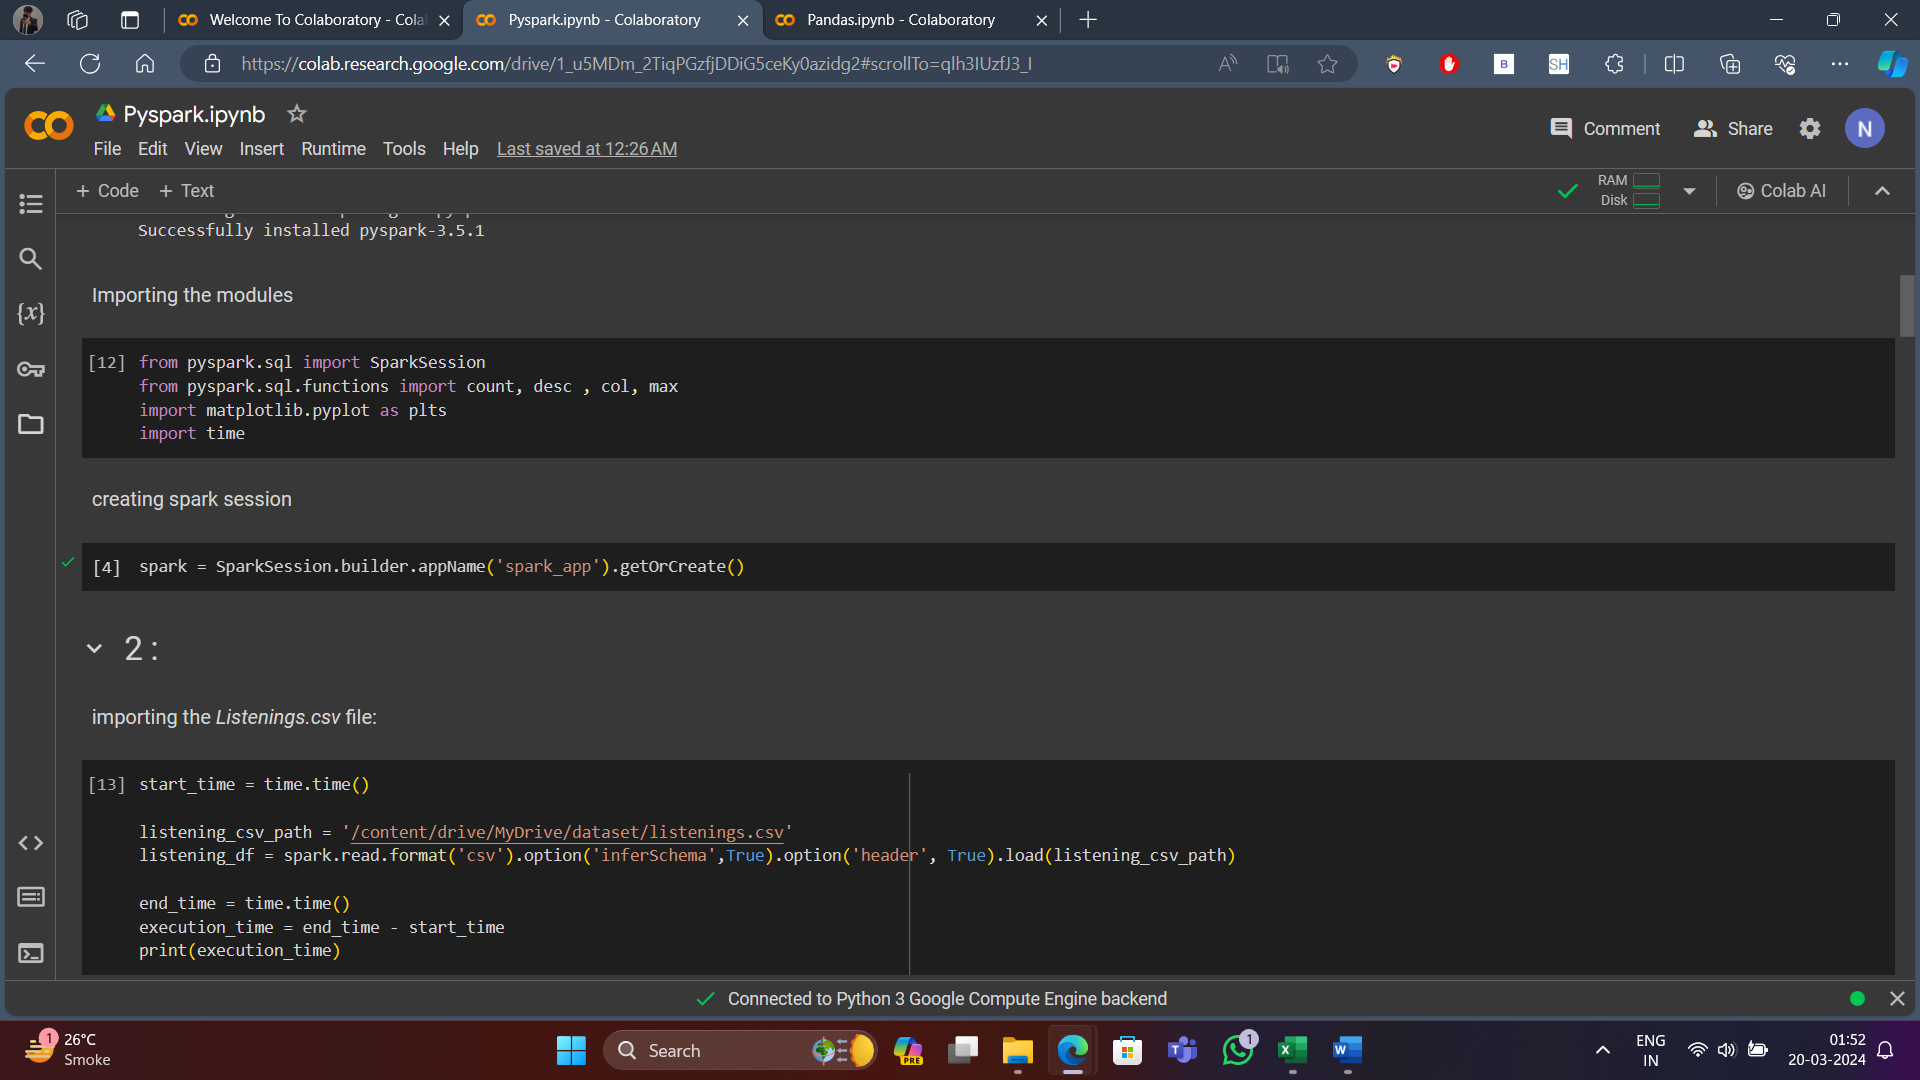 Welcome To Colaboratory - Cola
Pyspark.ipynb - Colaboratory
Pandas.ipynb - Colaboratory
https://colab.research.google.com/drive/1_u5MDm_2TiqPGzfjDDiG5ceKy0azidg2#scrollTo=qlh3IUzfJ3_I
B
SH
Pyspark.ipynb
Comment
Share
N
File Edit View Insert Runtime Tools Help Last saved at 12:26 AM
+ Code + Text
RAM
Disk
Colab AI
Successfully installed pyspark-3.5.1
Importing the modules
{x}
[12] from pyspark.sql import SparkSession
from pyspark.sql.functions import count, desc , col, max
import matplotlib.pyplot as plts
import time
creating spark session
[4] spark = SparkSession.builder.appName('spark_app').getOrCreate()
2 :
importing the Listenings.csv file:
[13] start_time = time.time()
listening_csv_path = '/content/drive/MyDrive/dataset/listenings.csv'
listening_df = spark.read.format('csv').option('inferSchema',True).option('header', True).load(listening_csv_path)
end_time = time.time()
execution_time = end_time - start_time
print(execution_time)
Connected to Python 3 Google Compute Engine backend
1
26°C
Smoke
Search
PRE
1
ENG
IN
01:52
20-03-2024